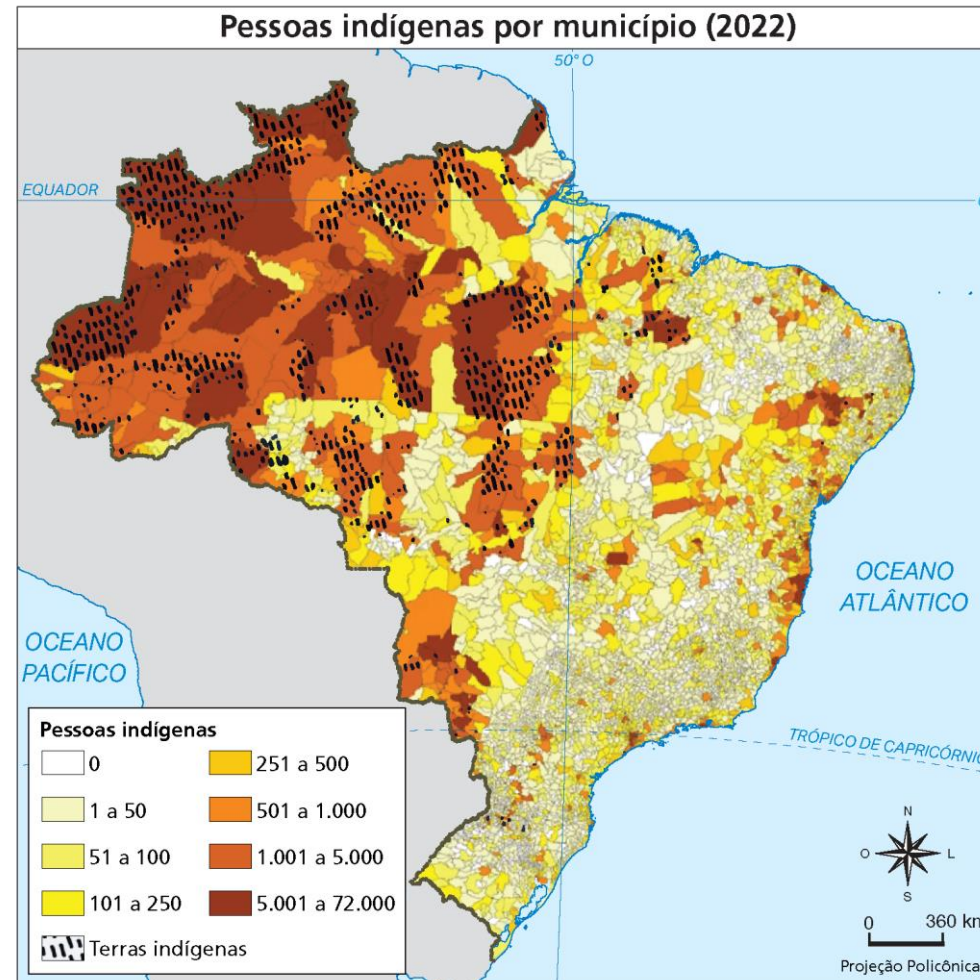 Pessoas indígenas por município (2022)
50° O
EQUADOR
OCEANO
ATLÂNTICO
OCEANO
PACÍFICO
TRÓPICO DE CAPRICÓRNIO
Pessoas indígenas
0
251 a 500
1 a 50
501 a 1.000
51 a 100
1.001 a 5.000
101 a 250
5.001 a 72.000
Terras indígenas
N
O
L
S
0 360 km
Projeção Policônica